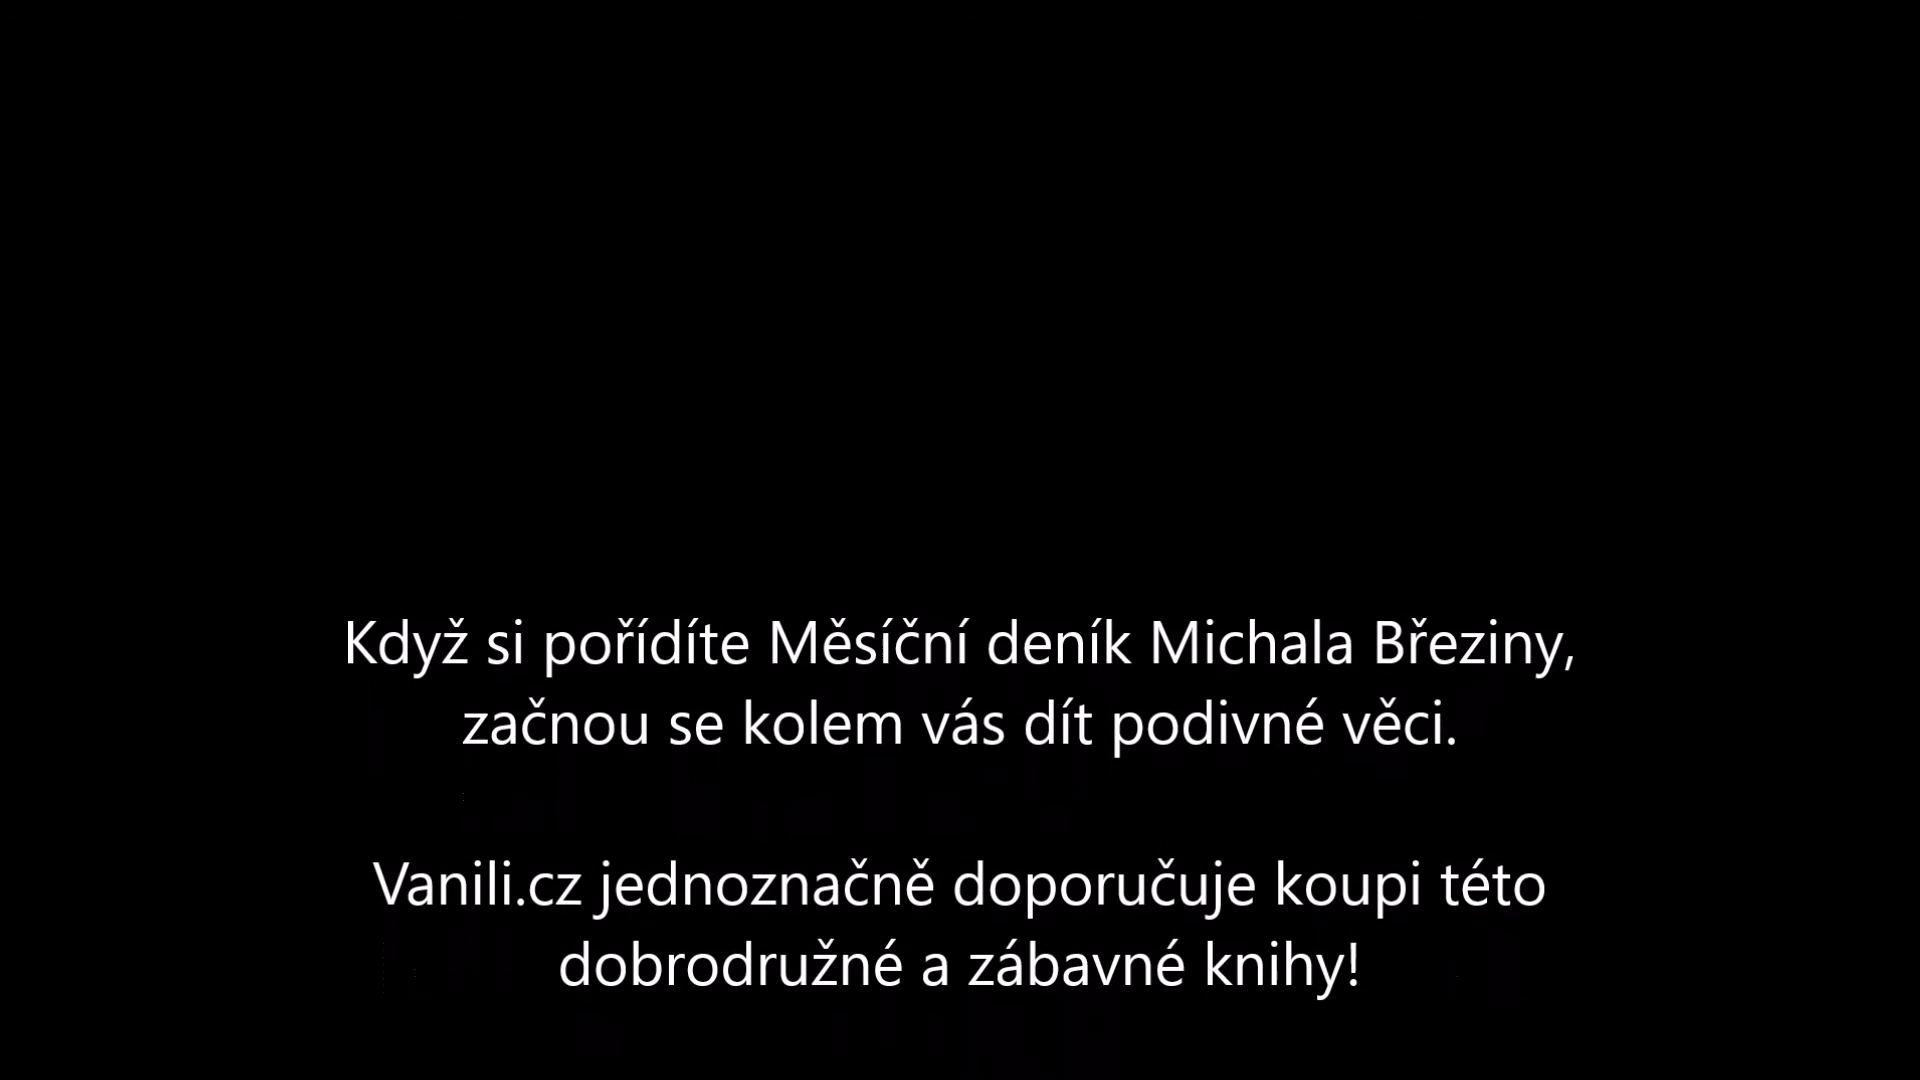 Když si pořídíte Měsíční deník Michala Březiny,
začnou se kolem vás dít podivné věci.
Vanili.cz jednoznačně doporučuje koupi této
dobrodružné a zábavné knihy!